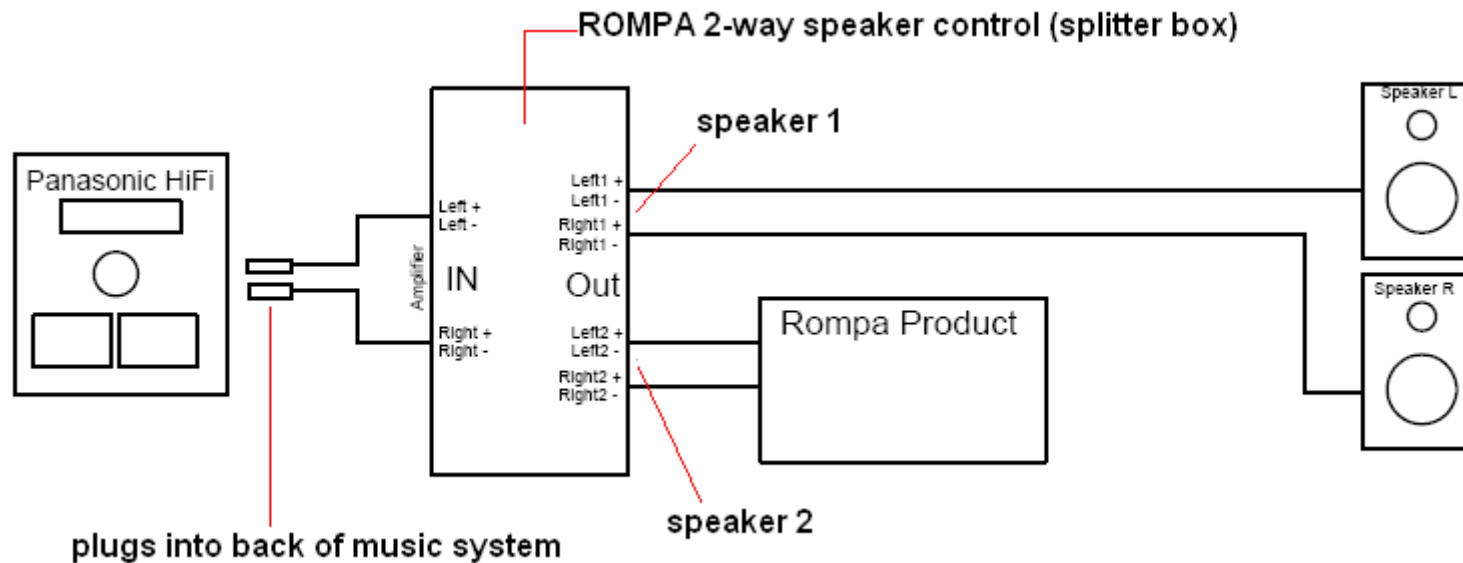 ROMPA 2-way speaker control (splitter box)
speaker 1
Speaker L
Panasonic HiFi
Left +
Left -
Amplifier
IN
Right +
Right -
Left1 +
Left1 -
Right1 +
Right1 -
Out
Left2 +
Left2 -
Right2 +
Right2 -
Rompa Product
Speaker R
speaker 2
plugs into back of music system